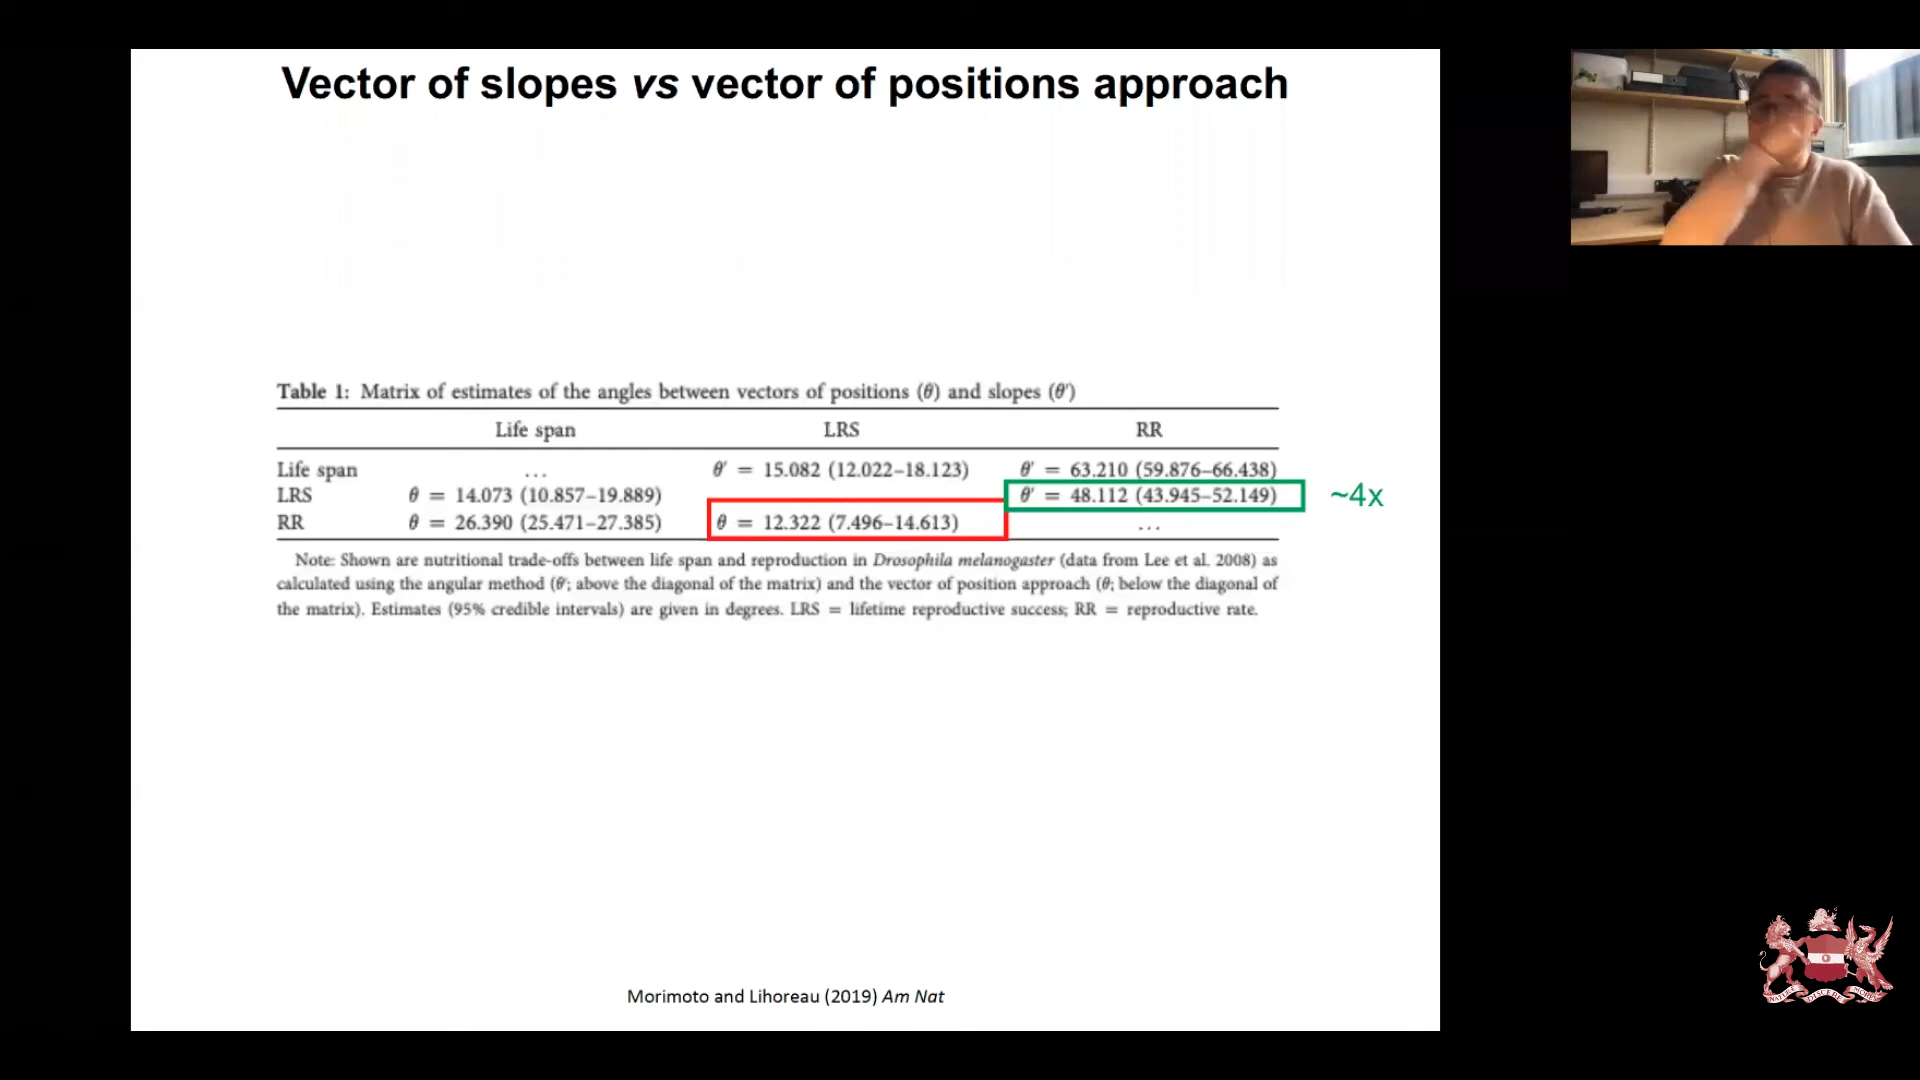 Vector of slopes vs vector of positions approach
Table 1: Matrix of estimates of the angles between vectors of positions (θ) and slopes (θ′)
Life span LRS RR
Life span ... θ′ = 15.082 (12.022–18.123) θ′ = 63.210 (59.876–66.438)
LRS θ = 14.073 (10.857–19.889) θ′ = 48.112 (43.945–52.149) ~4x
RR θ = 26.390 (25.471–27.385) θ = 12.322 (7.496–14.613) ...
Note: Shown are nutritional trade-offs between life span and reproduction in Drosophila melanogaster (data from Lee et al. 2008) as
calculated using the angular method (θ′; above the diagonal of the matrix) and the vector of position approach (θ; below the diagonal of
the matrix). Estimates (95% credible intervals) are given in degrees. LRS = lifetime reproductive success; RR = reproductive rate.
Morimoto and Lihoreau (2019) Am Nat